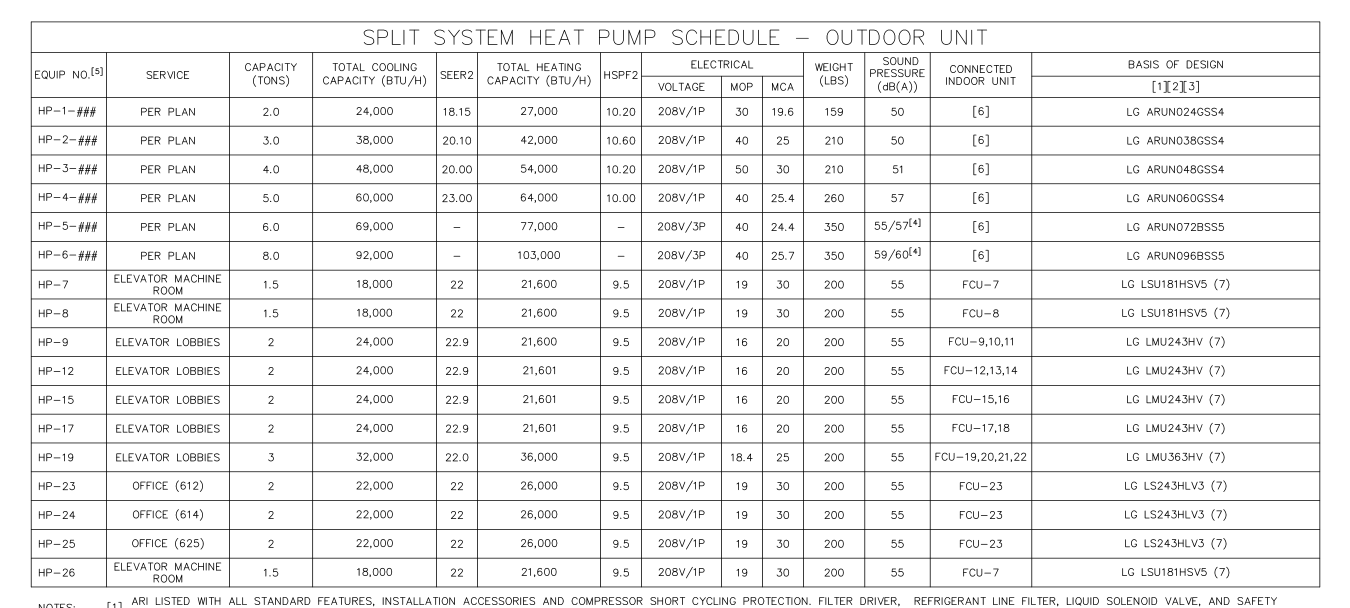 SPLIT SYSTEM HEAT PUMP SCHEDULE – OUTDOOR UNIT
EQUIP NO.[5] SERVICE CAPACITY (TONS) TOTAL COOLING CAPACITY (BTU/H) SEER2 TOTAL HEATING CAPACITY (BTU/H) HSPF2 ELECTRICAL WEIGHT (LBS) SOUND PRESSURE (dB(A)) CONNECTED INDOOR UNIT BASIS OF DESIGN
VOLTAGE MOP MCA [1][2][3]
HP-1-### PER PLAN 2.0 24,000 18.15 27,000 10.20 208V/1P 30 19.6 159 50 [6] LG ARUN024GSS4
HP-2-### PER PLAN 3.0 38,000 20.10 42,000 10.60 208V/1P 40 25 210 50 [6] LG ARUN038GSS4
HP-3-### PER PLAN 4.0 48,000 20.00 54,000 10.20 208V/1P 50 30 210 51 [6] LG ARUN048GSS4
HP-4-### PER PLAN 5.0 60,000 23.00 64,000 10.00 208V/1P 40 25.4 260 57 [6] LG ARUN060GSS4
HP-5-### PER PLAN 6.0 69,000 – 77,000 – 208V/3P 40 24.4 350 55/57[4] [6] LG ARUN072BSS5
HP-6-### PER PLAN 8.0 92,000 – 103,000 – 208V/3P 40 25.7 350 59/60[4] [6] LG ARUN096BSS5
HP-7 ELEVATOR MACHINE ROOM 1.5 18,000 22 21,600 9.5 208V/1P 19 30 200 55 FCU-7 LG LSU181HSV5 (7)
HP-8 ELEVATOR MACHINE ROOM 1.5 18,000 22 21,600 9.5 208V/1P 19 30 200 55 FCU-8 LG LSU181HSV5 (7)
HP-9 ELEVATOR LOBBIES 2 24,000 22.9 21,600 9.5 208V/1P 16 20 200 55 FCU-9,10,11 LG LMU243HV (7)
HP-12 ELEVATOR LOBBIES 2 24,000 22.9 21,601 9.5 208V/1P 16 20 200 55 FCU-12,13,14 LG LMU243HV (7)
HP-15 ELEVATOR LOBBIES 2 24,000 22.9 21,601 9.5 208V/1P 16 20 200 55 FCU-15,16 LG LMU243HV (7)
HP-17 ELEVATOR LOBBIES 2 24,000 22.9 21,601 9.5 208V/1P 16 20 200 55 FCU-17,18 LG LMU243HV (7)
HP-19 ELEVATOR LOBBIES 3 32,000 22.0 36,000 9.5 208V/1P 18.4 25 200 55 FCU-19,20,21,22 LG LMU363HV (7)
HP-23 OFFICE (612) 2 22,000 22 26,000 9.5 208V/1P 19 30 200 55 FCU-23 LG LS243HLV3 (7)
HP-24 OFFICE (614) 2 22,000 22 26,000 9.5 208V/1P 19 30 200 55 FCU-23 LG LS243HLV3 (7)
HP-25 OFFICE (625) 2 22,000 22 26,000 9.5 208V/1P 19 30 200 55 FCU-23 LG LS243HLV3 (7)
HP-26 ELEVATOR MACHINE ROOM 1.5 18,000 22 21,600 9.5 208V/1P 19 30 200 55 FCU-7 LG LSU181HSV5 (7)
NOTES: [1] ARI LISTED WITH ALL STANDARD FEATURES, INSTALLATION ACCESSORIES AND COMPRESSOR SHORT CYCLING PROTECTION. FILTER DRIVER, REFRIGERANT LINE FILTER, LIQUID SOLENOID VALVE, AND SAFETY